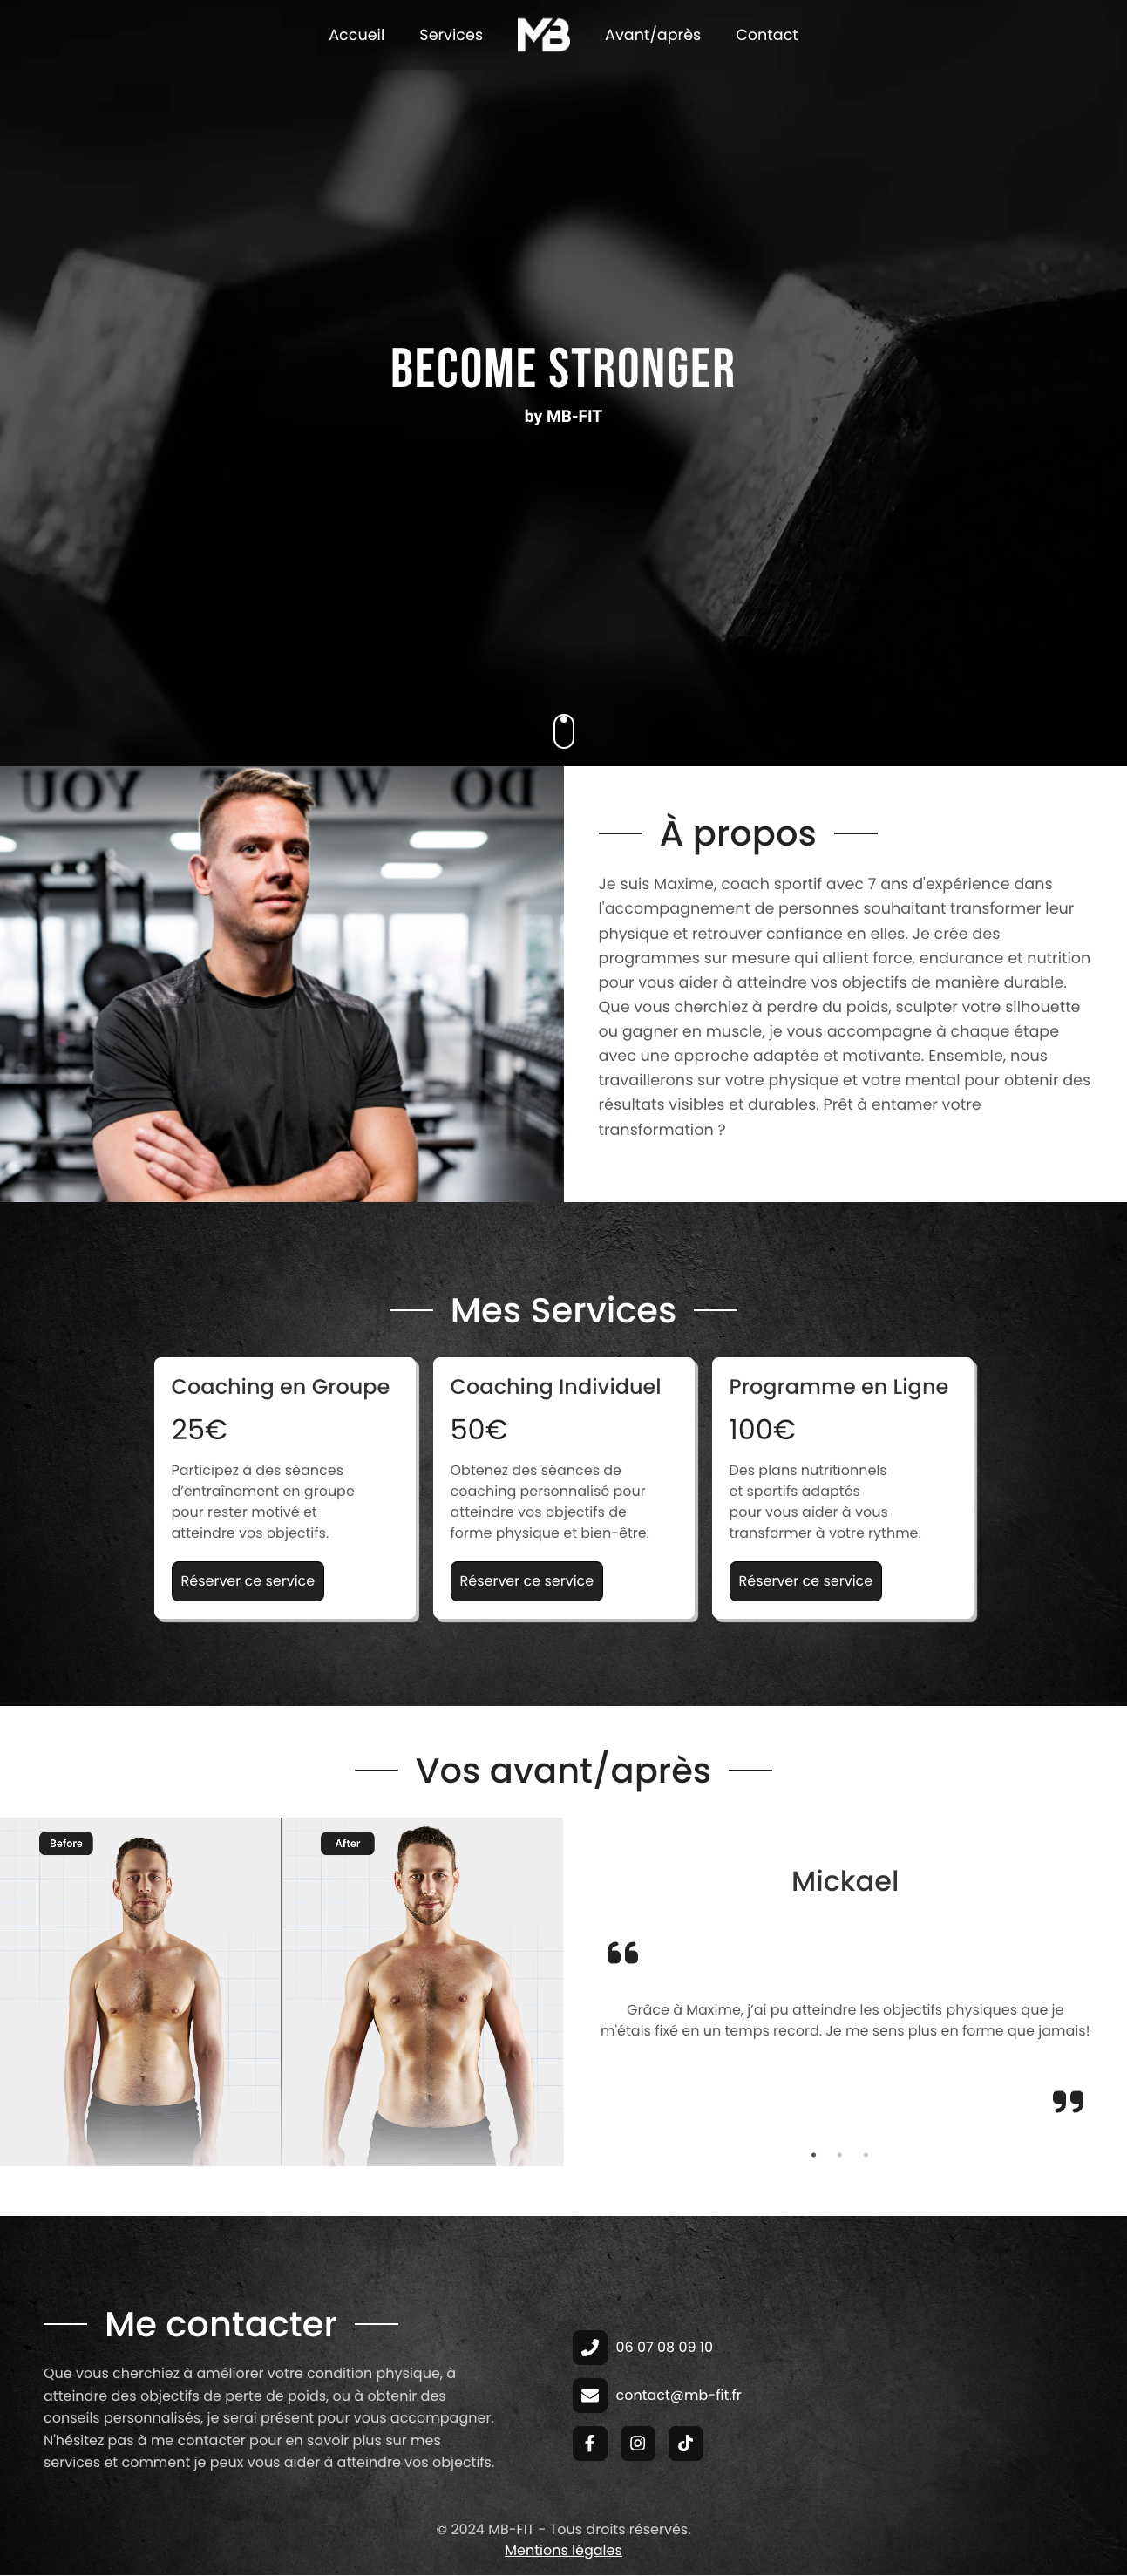 Accueil Services MB Avant/après Contact
BECOME STRONGER
by MB-FIT
UOY WILL DO
À propos
Je suis Maxime, coach sportif avec 7 ans d'expérience dans
l'accompagnement de personnes souhaitant transformer leur
physique et retrouver confiance en elles. Je crée des
programmes sur mesure qui allient force, endurance et nutrition
pour vous aider à atteindre vos objectifs de manière durable.
Que vous cherchiez à perdre du poids, sculpter votre silhouette
ou gagner en muscle, je vous accompagne à chaque étape
avec une approche adaptée et motivante. Ensemble, nous
travaillerons sur votre physique et votre mental pour obtenir des
résultats visibles et durables. Prêt à entamer votre
transformation ?
Mes Services
Coaching en Groupe
25€
Participez à des séances
d’entraînement en groupe
pour rester motivé et
atteindre vos objectifs.
Réserver ce service
Coaching Individuel
50€
Obtenez des séances de
coaching personnalisé pour
atteindre vos objectifs de
forme physique et bien-être.
Réserver ce service
Programme en Ligne
100€
Des plans nutritionnels
et sportifs adaptés
pour vous aider à vous
transformer à votre rythme.
Réserver ce service
Vos avant/après
Before
After
Mickael
“
Grâce à Maxime, j’ai pu atteindre les objectifs physiques que je
m'étais fixé en un temps record. Je me sens plus en forme que jamais!
”
Me contacter
Que vous cherchiez à améliorer votre condition physique, à
atteindre des objectifs de perte de poids, ou à obtenir des
conseils personnalisés, je serai présent pour vous accompagner.
N'hésitez pas à me contacter pour en savoir plus sur mes
services et comment je peux vous aider à atteindre vos objectifs.
06 07 08 09 10
contact@mb-fit.fr
© 2024 MB-FIT - Tous droits réservés.
Mentions légales